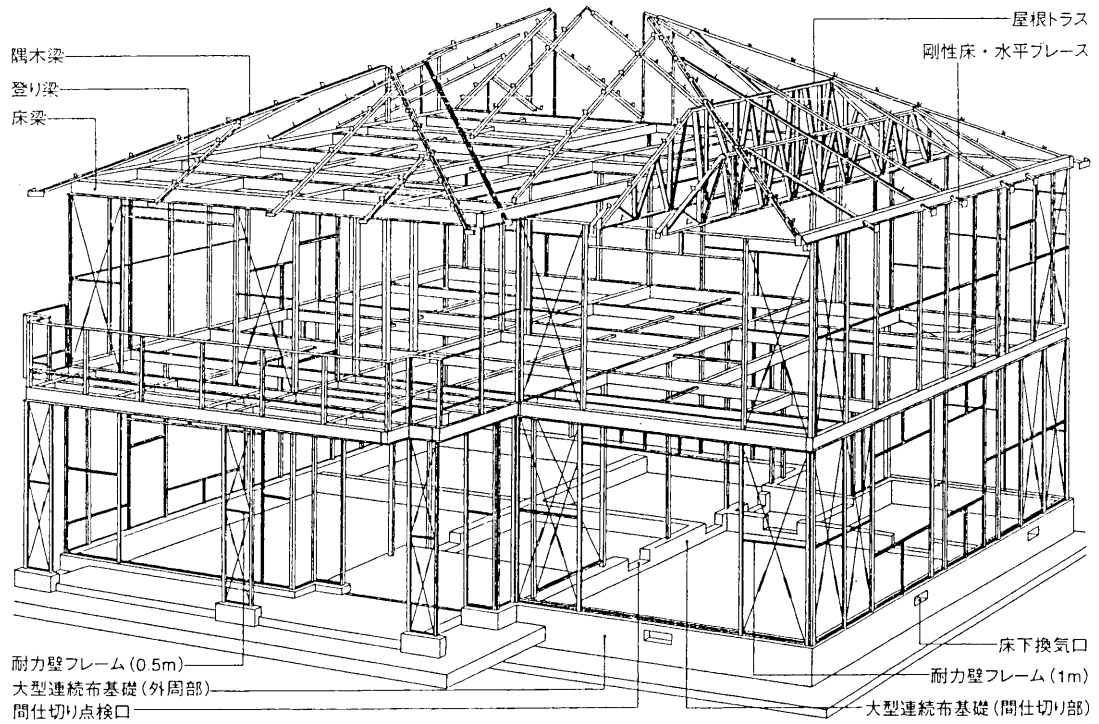 屋根トラス
剛性床・水平ブレース
隅木梁
登り梁
床梁
耐力壁フレーム(0.5m)
大型連続布基礎(外周部)
間仕切り点検口
床下換気口
耐力壁フレーム(1m)
大型連続布基礎(間仕切り部)